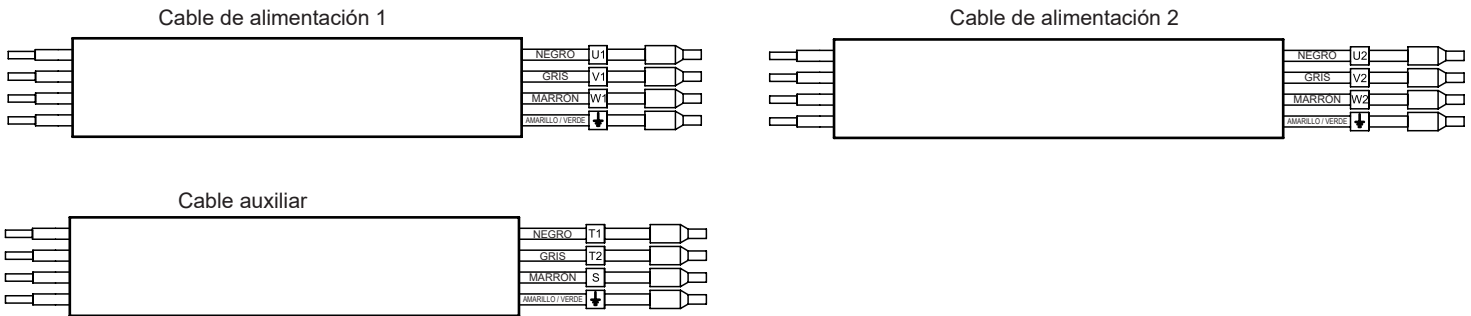 Cable de alimentación 1
NEGRO U1
GRIS V1
MARRON W1
AMARILLO / VERDE
Cable de alimentación 2
NEGRO U2
GRIS V2
MARRON W2
AMARILLO / VERDE
Cable auxiliar
NEGRO T1
GRIS T2
MARRON S
AMARILLO / VERDE